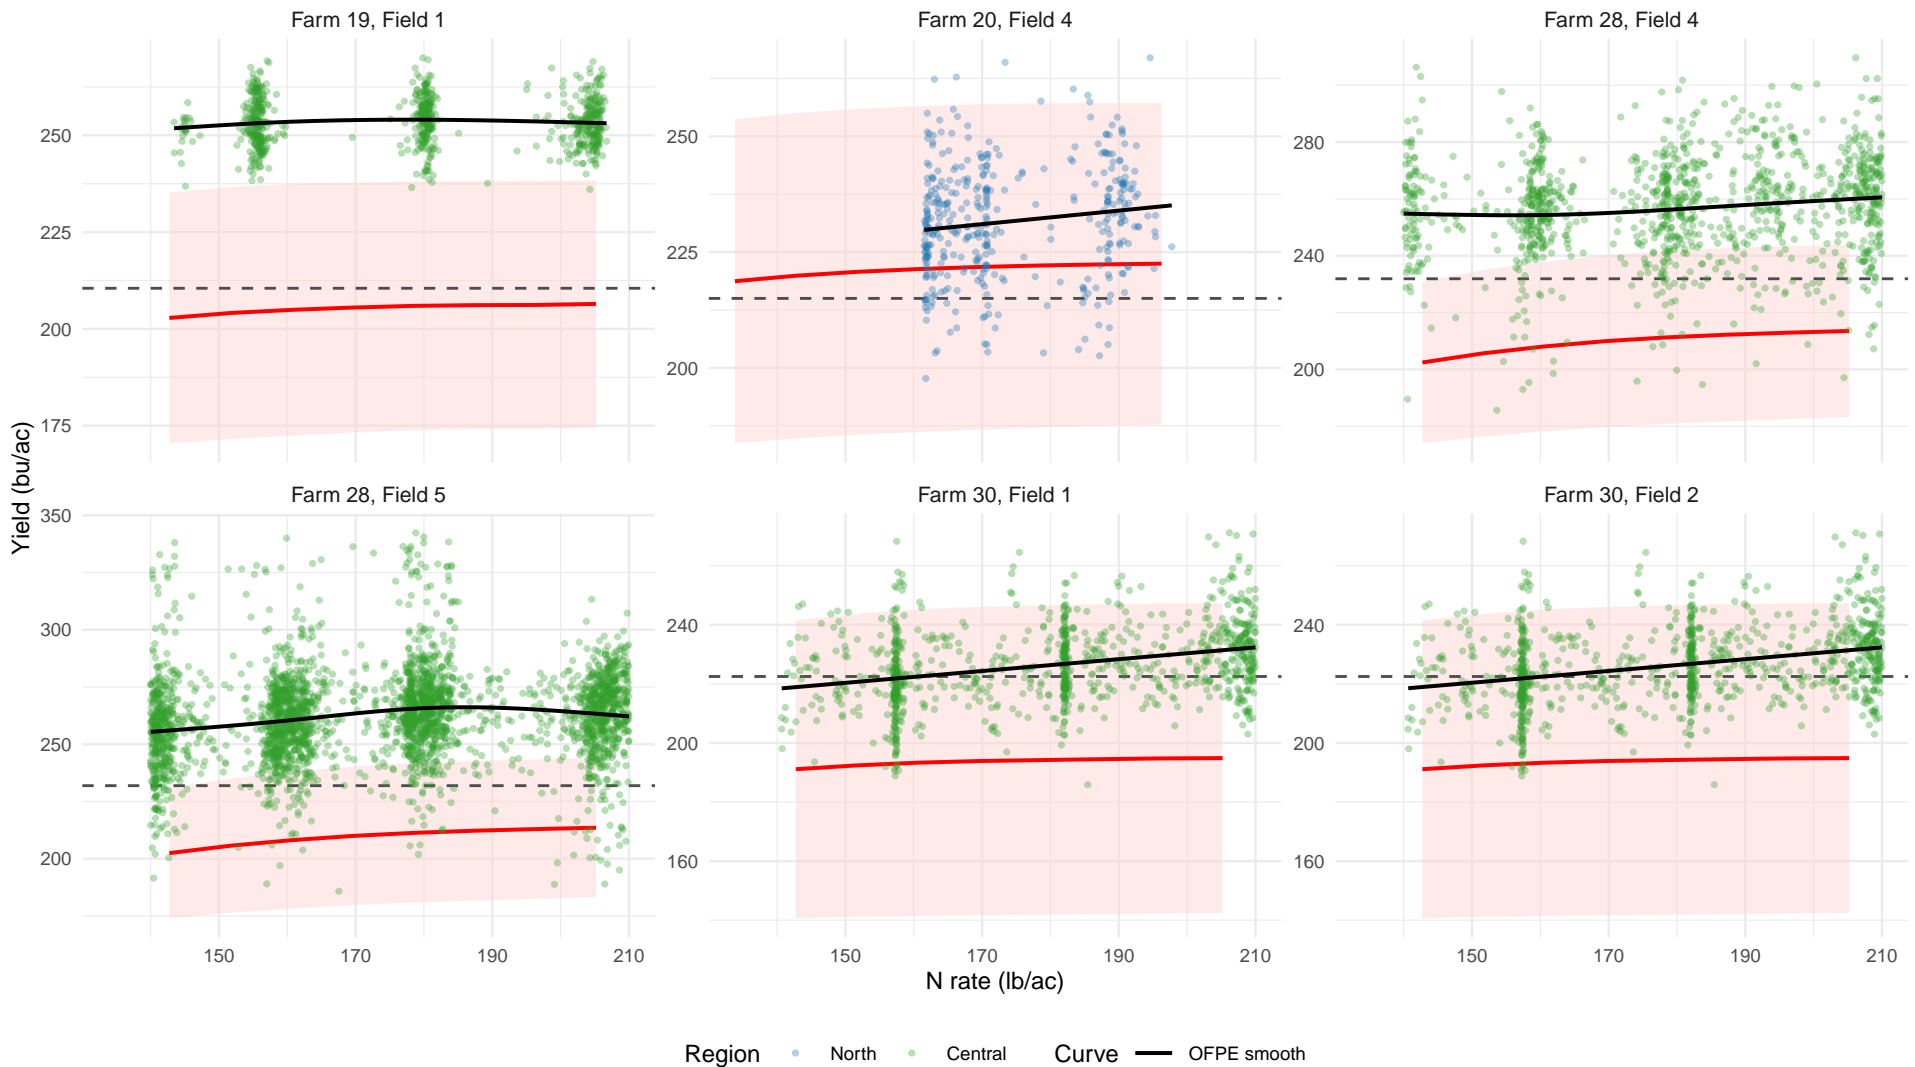 Farm 19, Field 1
Farm 20, Field 4
Farm 28, Field 4
250
225
200
175
250
225
200
280
240
200
Yield (bu/ac)
Farm 28, Field 5
Farm 30, Field 1
Farm 30, Field 2
350
300
250
200
240
200
160
240
200
160
150 170 190 210
150 170 190 210
150 170 190 210
N rate (lb/ac)
Region North Central Curve OFPE smooth